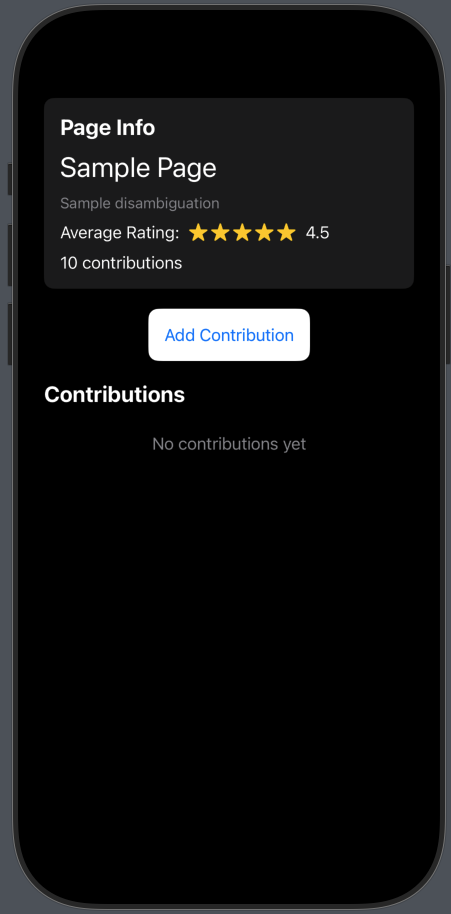 Page Info
Sample Page
Sample disambiguation
Average Rating: ⭐⭐⭐⭐⭐ 4.5
10 contributions
Add Contribution
Contributions
No contributions yet